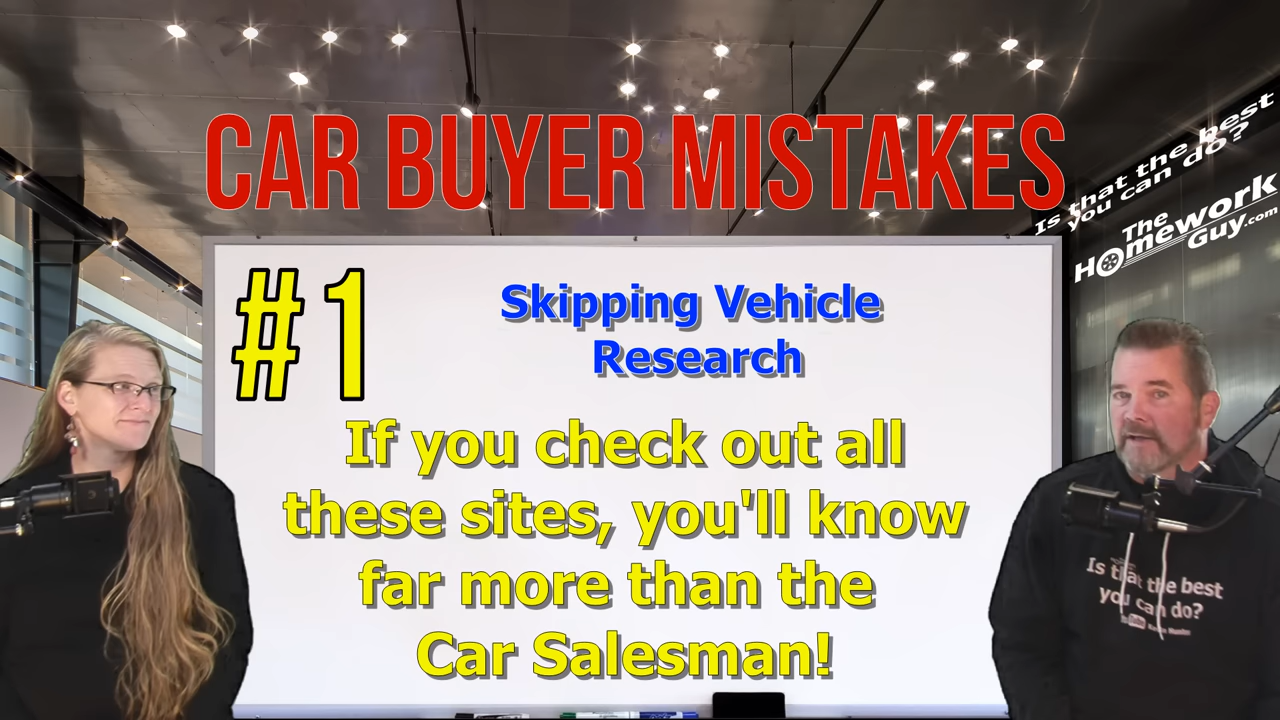 CAR BUYER MISTAKES
Is that the best
you can do?
The
Homework
Guy.com
#1
Skipping Vehicle
Research
If you check out all
these sites, you'll know
far more than the
Car Salesman!
Is that the best
you can do?